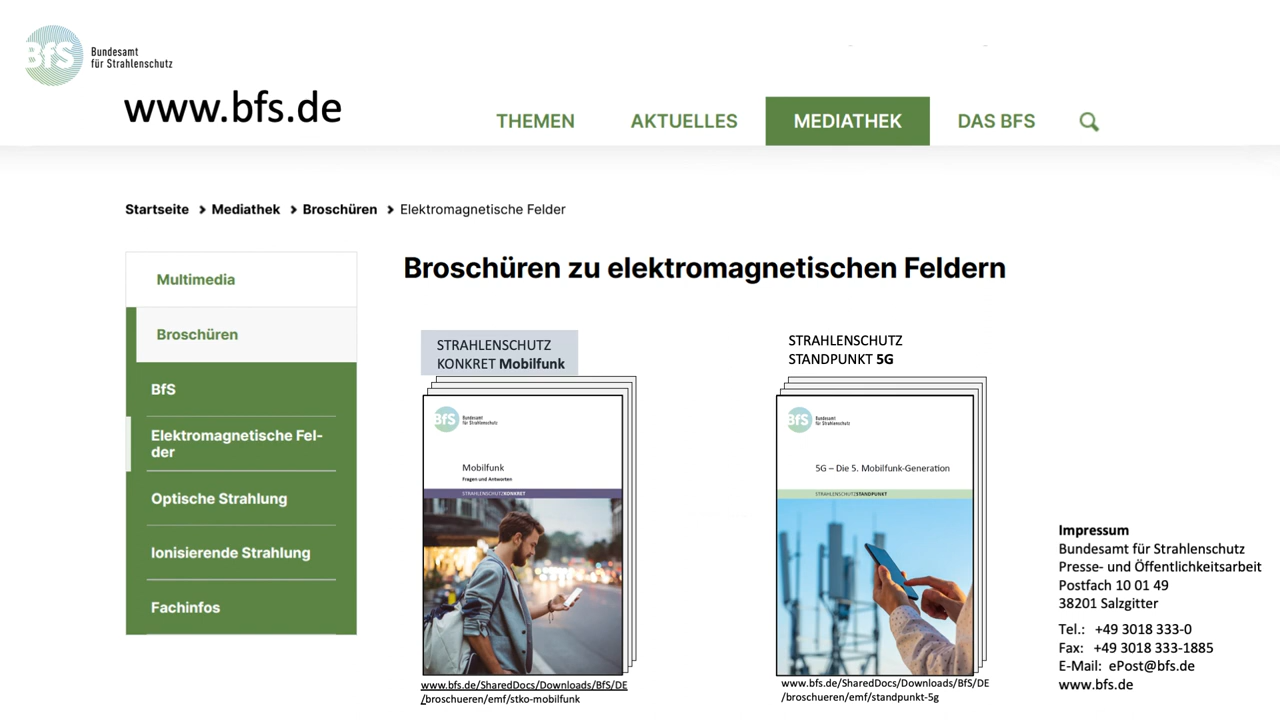 BfS
Bundesamt
für Strahlenschutz
www.bfs.de
THEMEN
AKTUELLES
MEDIATHEK
DAS BFS
Startseite > Mediathek > Broschüren > Elektromagnetische Felder
Multimedia
Broschüren
BfS
Elektromagnetische Fel-
der
Optische Strahlung
Ionisierende Strahlung
Fachinfos
Broschüren zu elektromagnetischen Feldern
STRAHLENSCHUTZ
KONKRET Mobilfunk
BfS
Bundesamt
für Strahlenschutz
Mobilfunk
Fragen und Antworten
STRAHLENSCHUTZKONKRET
www.bfs.de/SharedDocs/Downloads/BfS/DE
/broschueren/emf/stko-mobilfunk
STRAHLENSCHUTZ
STANDPUNKT 5G
BfS
Bundesamt
für Strahlenschutz
5G – Die 5. Mobilfunk-Generation
STRAHLENSCHUTZSTANDPUNKT
www.bfs.de/SharedDocs/Downloads/BfS/DE
/broschueren/emf/standpunkt-5g
Impressum
Bundesamt für Strahlenschutz
Presse- und Öffentlichkeitsarbeit
Postfach 10 01 49
38201 Salzgitter
Tel.: +49 3018 333-0
Fax: +49 3018 333-1885
E-Mail: ePost@bfs.de
www.bfs.de